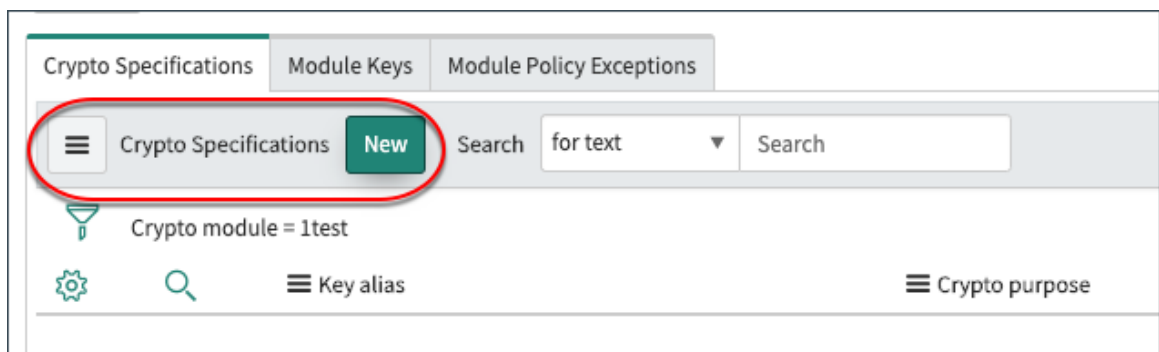 Crypto Specifications Module Keys Module Policy Exceptions
Crypto Specifications New Search for text Search
Crypto module = 1test
Key alias Crypto purpose